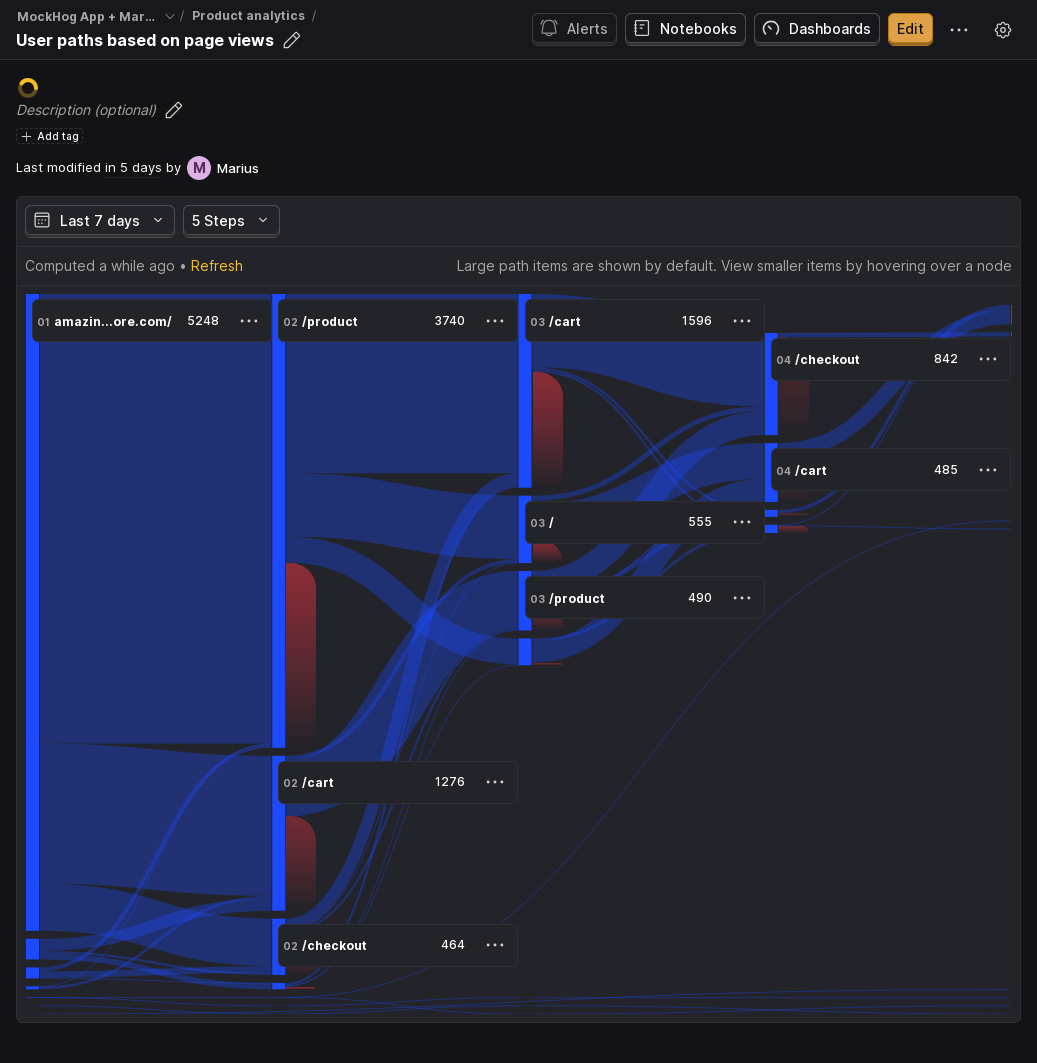 MockHog App + Mar... / Product analytics /
User paths based on page views
Alerts Notebooks Dashboards Edit
Description (optional)
+ Add tag
Last modified in 5 days by M Marius
Last 7 days 5 Steps
Computed a while ago • Refresh Large path items are shown by default. View smaller items by hovering over a node
01 amazin...ore.com/ 5248
02 /product 3740
03 /cart 1596
04 /checkout 842
04 /cart 485
03 / 555
03 /product 490
02 /cart 1276
02 /checkout 464